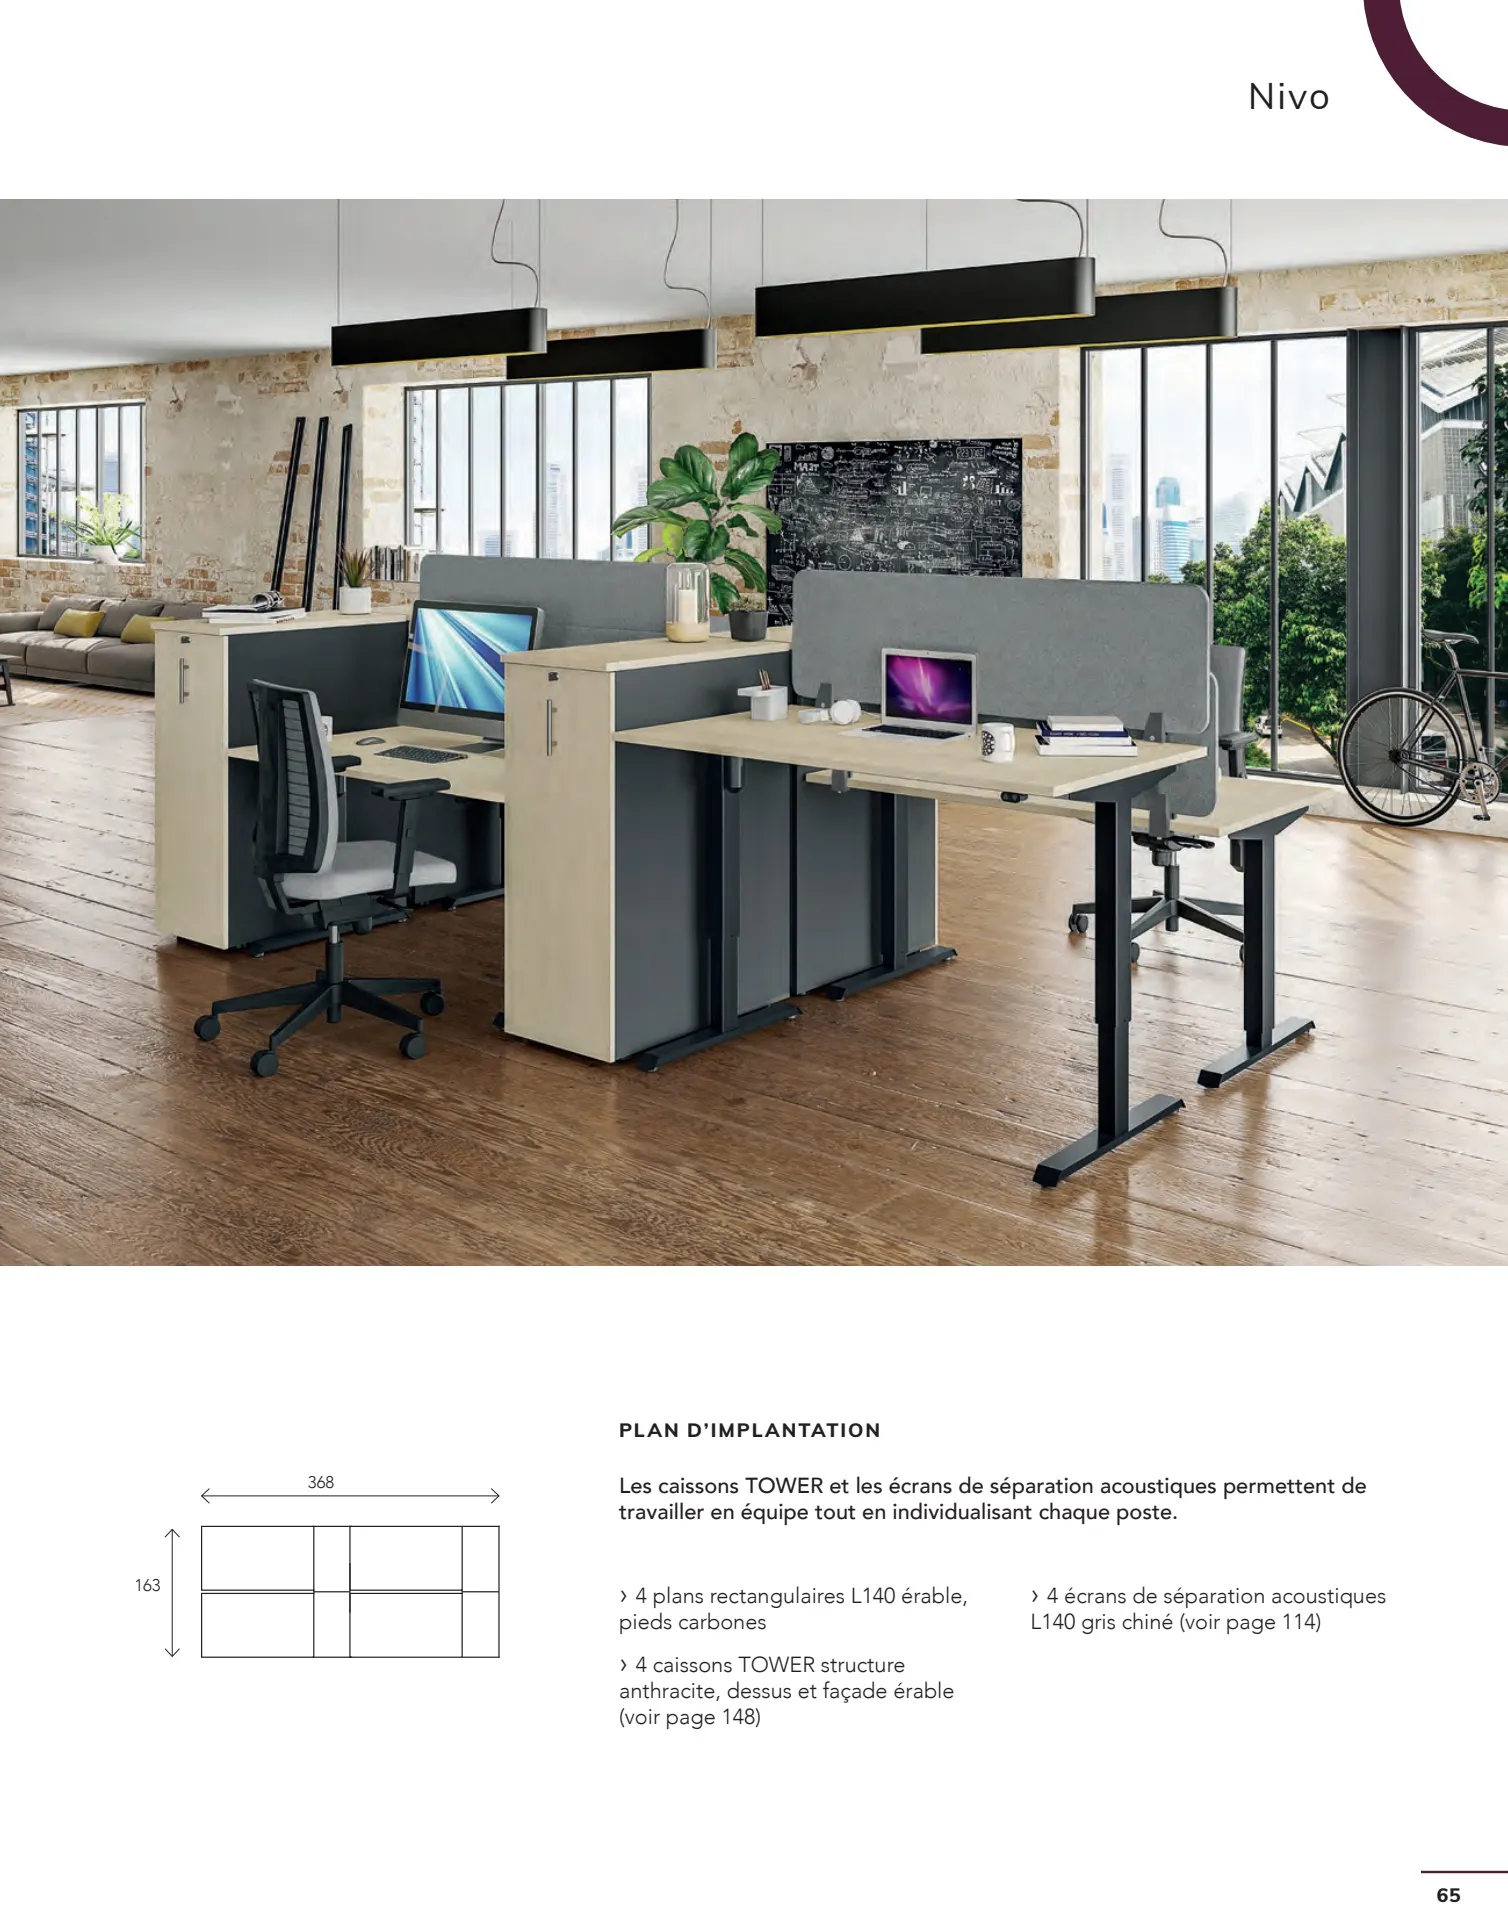 Nivo
PLAN D’IMPLANTATION
368
163
Les caissons TOWER et les écrans de séparation acoustiques permettent de
travailler en équipe tout en individualisant chaque poste.
› 4 plans rectangulaires L140 érable,
pieds carbones
› 4 caissons TOWER structure
anthracite, dessus et façade érable
(voir page 148)
› 4 écrans de séparation acoustiques
L140 gris chiné (voir page 114)
65